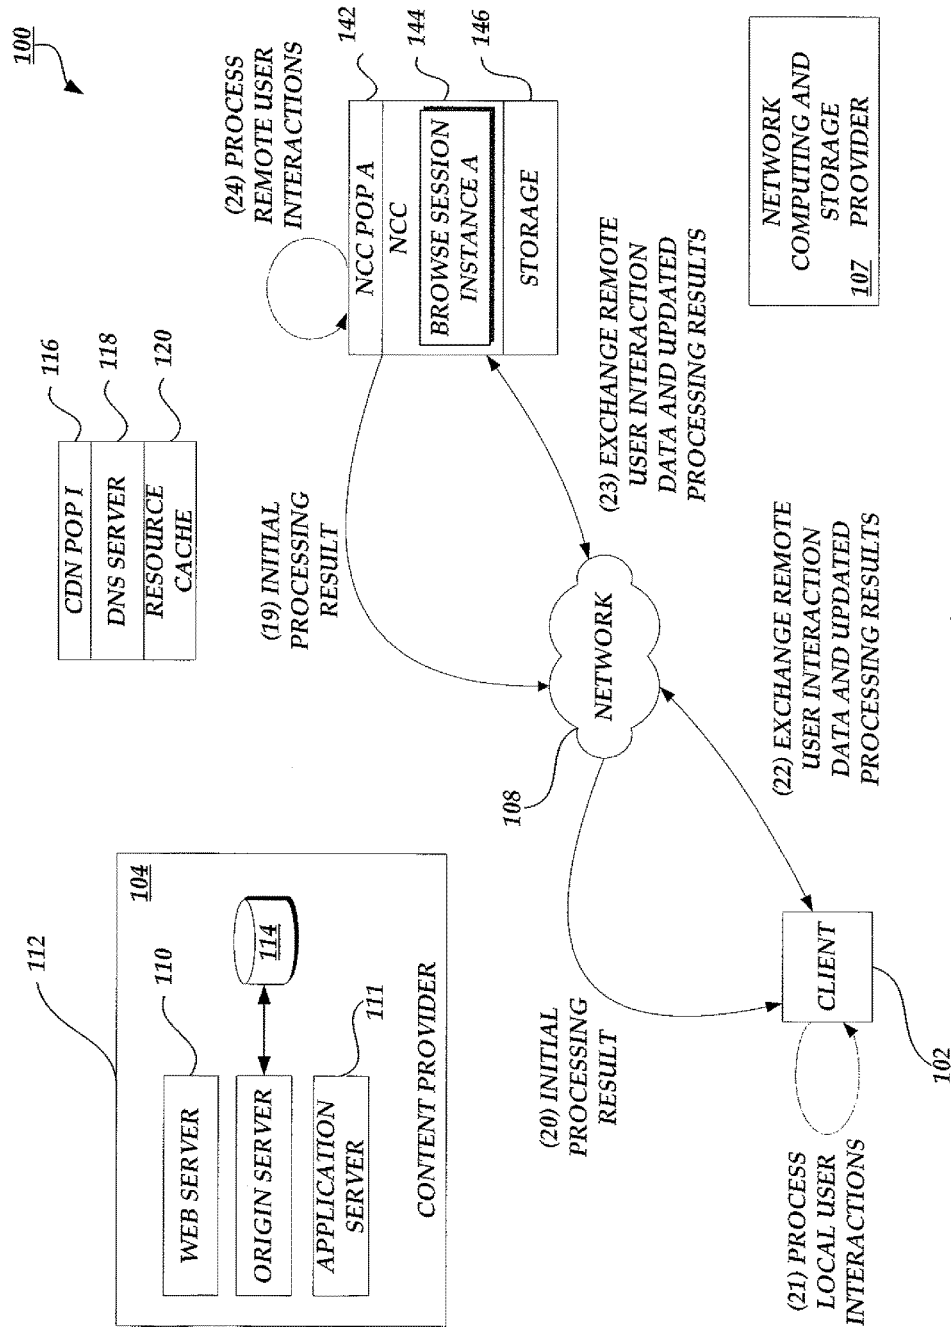 100
112
104
110
WEB SERVER
ORIGIN SERVER
114
APPLICATION
SERVER
111
CONTENT PROVIDER
CDN POP I
DNS SERVER
RESOURCE
CACHE
116
118
120
(24) PROCESS
REMOTE USER
INTERACTIONS
NCC POP A
NCC
BROWSE SESSION
INSTANCE A
STORAGE
142
144
146
(19) INITIAL
PROCESSING
RESULT
NETWORK
108
(23) EXCHANGE REMOTE
USER INTERACTION
DATA AND UPDATED
PROCESSING RESULTS
(20) INITIAL
PROCESSING
RESULT
(22) EXCHANGE REMOTE
USER INTERACTION
DATA AND UPDATED
PROCESSING RESULTS
CLIENT
102
(21) PROCESS
LOCAL USER
INTERACTIONS
NETWORK
COMPUTING AND
STORAGE
PROVIDER
107